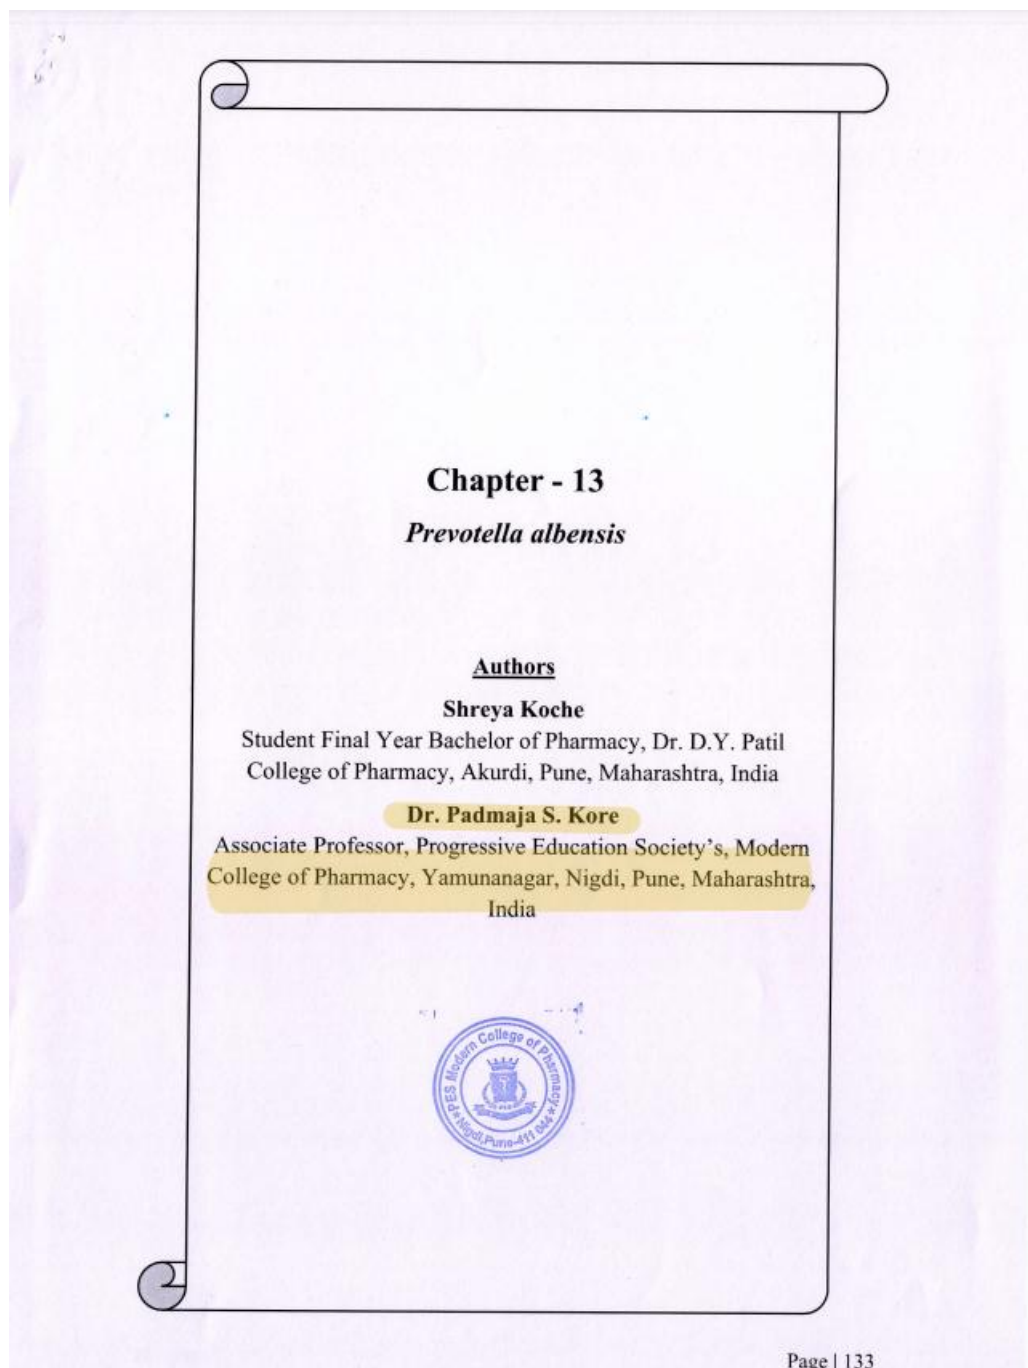 Chapter - 13
Prevotella albensis
Authors
Shreya Koche
Student Final Year Bachelor of Pharmacy, Dr. D.Y. Patil
College of Pharmacy, Akurdi, Pune, Maharashtra, India
Dr. Padmaja S. Kore
Associate Professor, Progressive Education Society's, Modern
College of Pharmacy, Yamunanagar, Nigdi, Pune, Maharashtra,
India
PES Modern College of Pharmacy
Nigdi, Pune-411 044
Page | 133